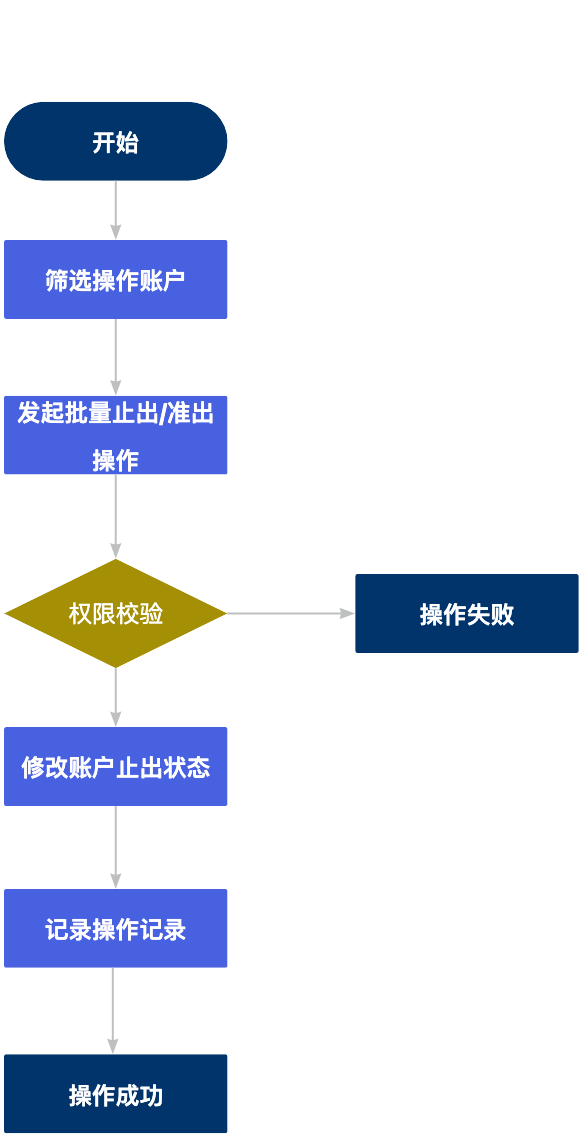 开始
筛选操作账户
发起批量止出/准出
操作
权限校验
操作失败
修改账户止出状态
记录操作记录
操作成功